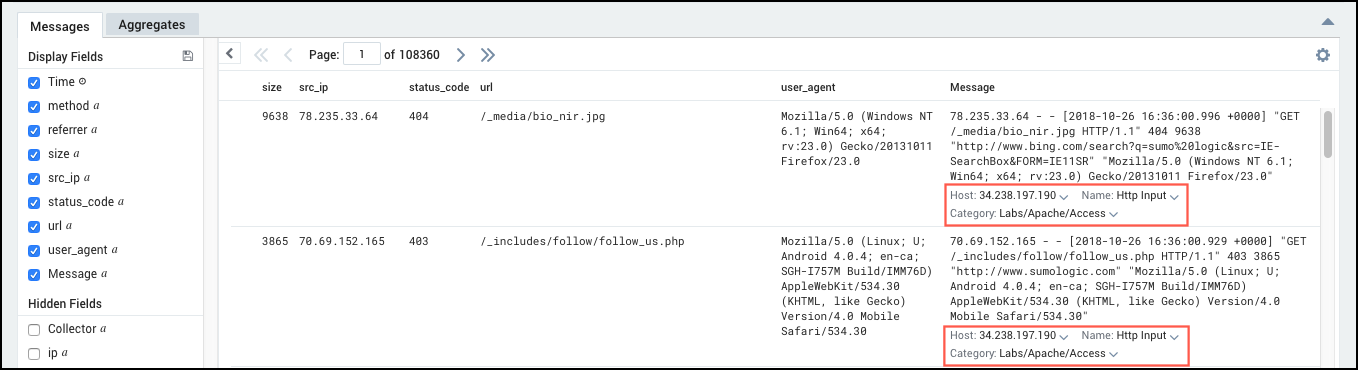 Messages
Aggregates
Display Fields
Time
method a
referrer a
size a
src_ip a
status_code a
url a
user_agent a
Message a
Hidden Fields
Collector a
ip a
Page: 1 of 108360
size src_ip status_code url user_agent Message
9638 78.235.33.64 404 /_media/bio_nir.jpg
Mozilla/5.0 (Windows NT
6.1; Win64; x64;
rv:23.0) Gecko/20131011
Firefox/23.0
78.235.33.64 - - [2018-10-26 16:36:00.996 +0000] "GET
/_media/bio_nir.jpg HTTP/1.1" 404 9638
"http://www.bing.com/search?q=sumo%20logic&src=IE-
SearchBox&FORM=IE11SR" "Mozilla/5.0 (Windows NT 6.1;
Win64; x64; rv:23.0) Gecko/20131011 Firefox/23.0"
Host: 34.238.197.190 Name: Http Input
Category: Labs/Apache/Access
3865 70.69.152.165 403 /_includes/follow/follow_us.php
Mozilla/5.0 (Linux; U;
Android 4.0.4; en-ca;
SGH-I757M Build/IMM76D)
AppleWebKit/534.30
(KHTML, like Gecko)
Version/4.0 Mobile
Safari/534.30
70.69.152.165 - - [2018-10-26 16:36:00.929 +0000] "GET
/_includes/follow/follow_us.php HTTP/1.1" 403 3865
"http://www.sumologic.com" "Mozilla/5.0 (Linux; U;
Android 4.0.4; en-ca; SGH-I757M Build/IMM76D)
AppleWebKit/534.30 (KHTML, like Gecko) Version/4.0
Mobile Safari/534.30"
Host: 34.238.197.190 Name: Http Input
Category: Labs/Apache/Access